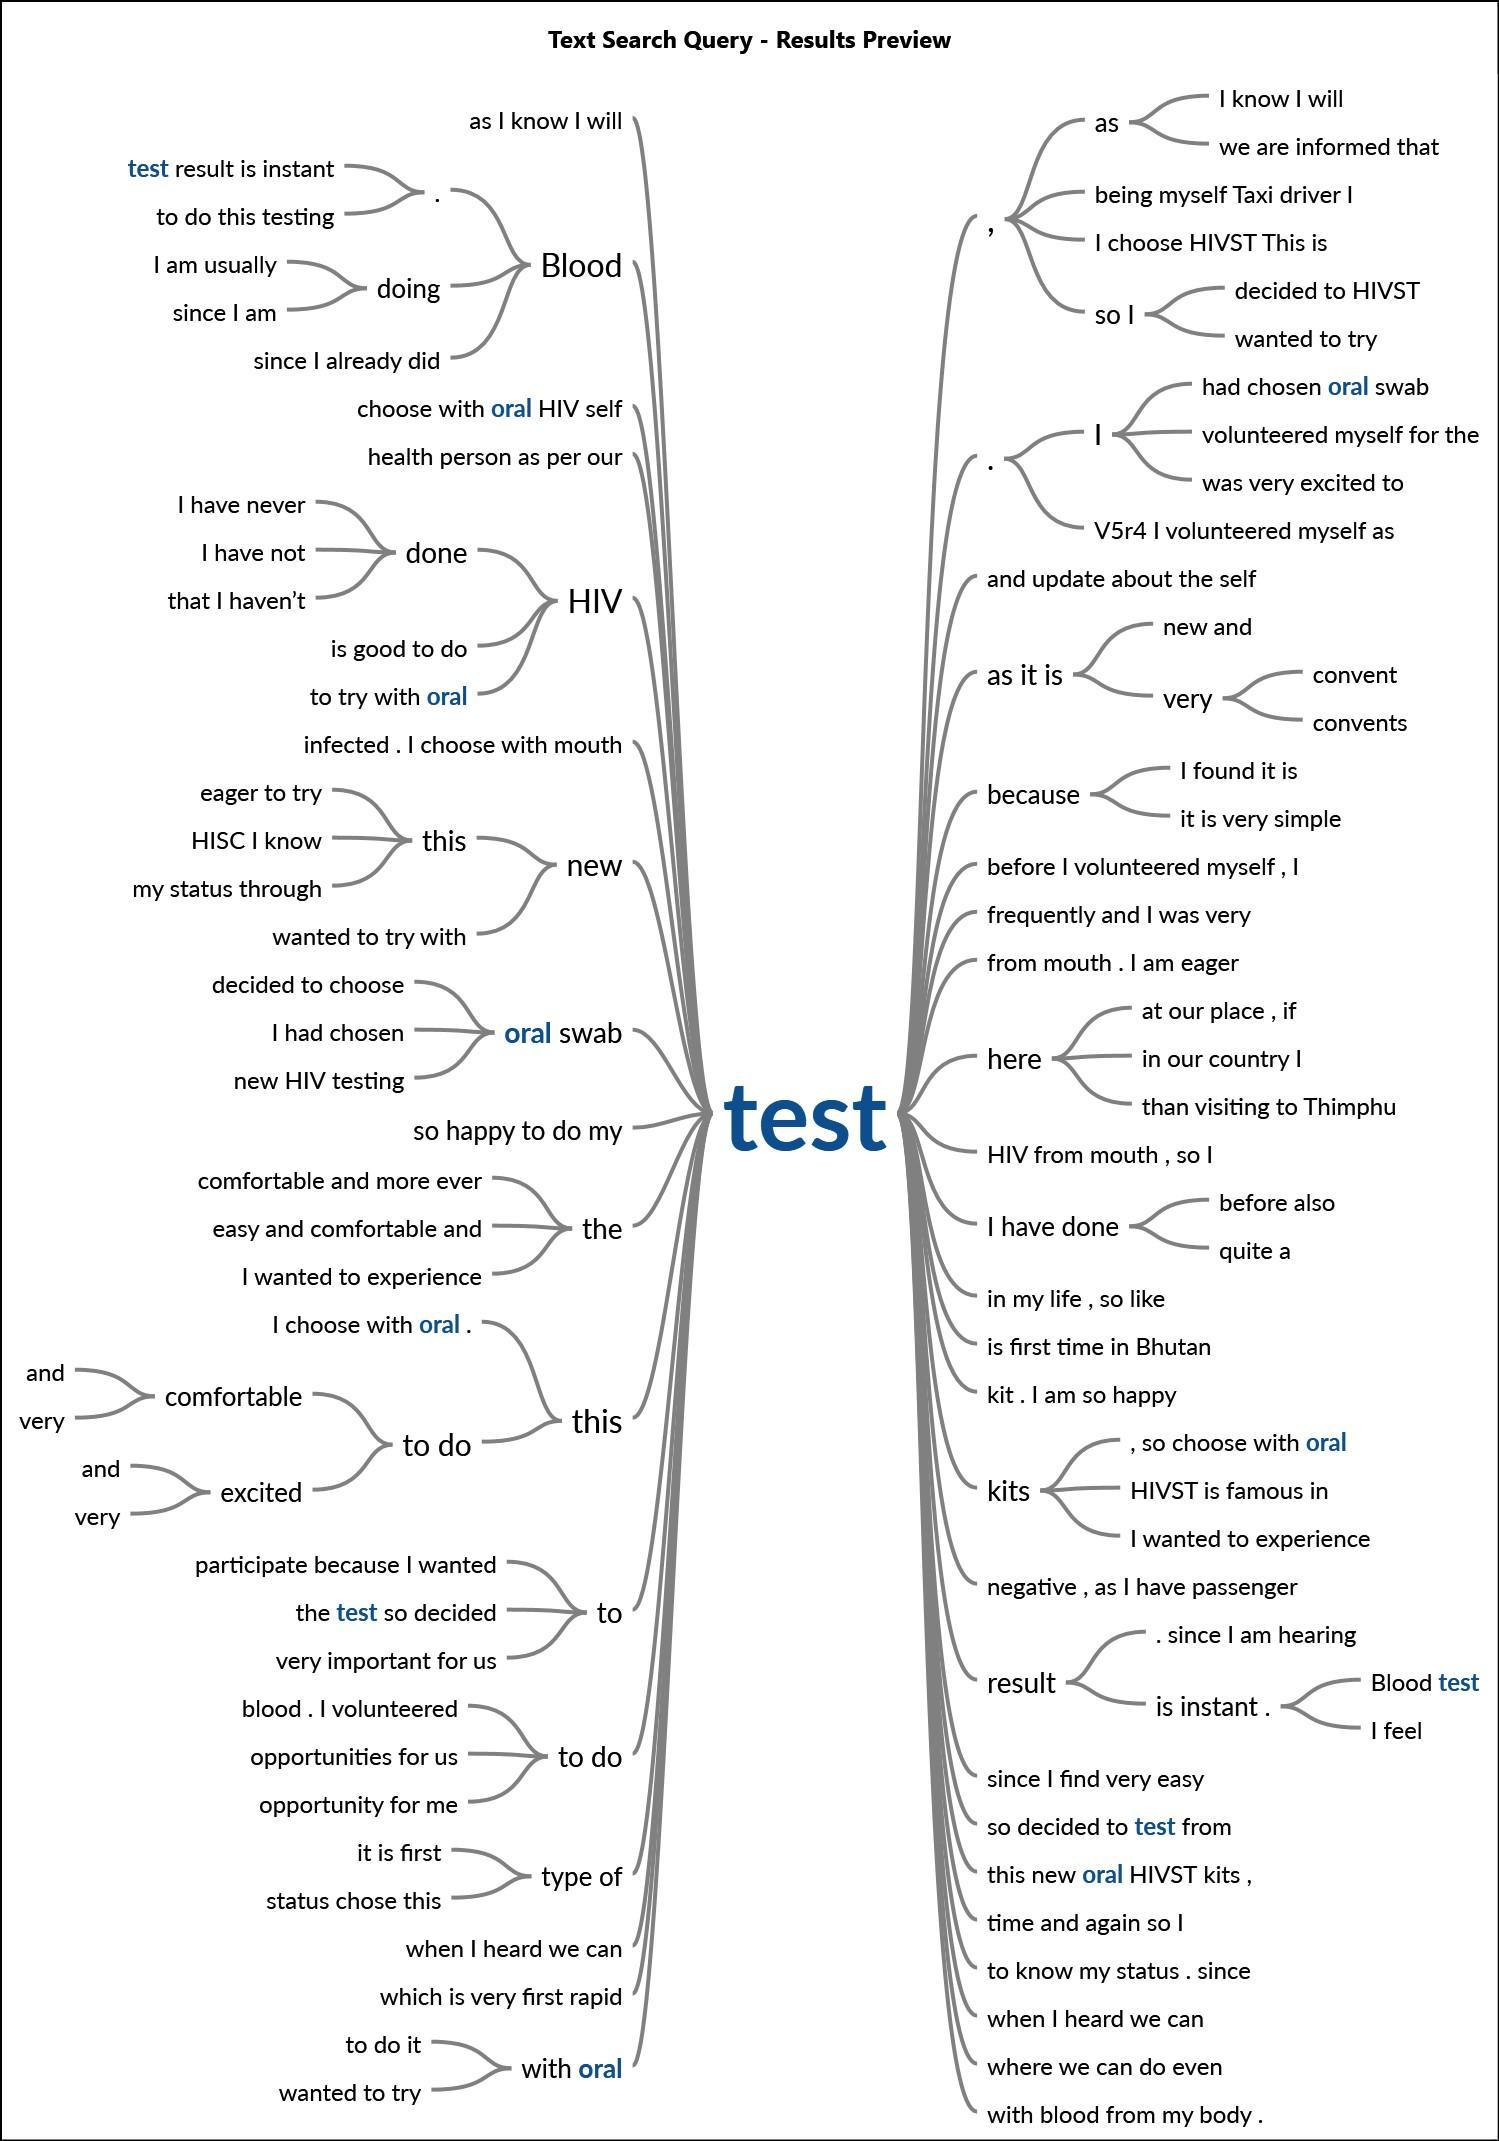 Text Search Query - Results Preview
as I know I will
test result is instant
to do this testing
.
I am usually
since I am
doing
since I already did
Blood
choose with oral HIV self
health person as per our
I have never
I have not
that I haven’t
done
is good to do
to try with oral
HIV
infected . I choose with mouth
eager to try
HISC I know
my status through
this
wanted to try with
new
decided to choose
I had chosen
new HIV testing
oral swab
so happy to do my
comfortable and more ever
easy and comfortable and
I wanted to experience
the
I choose with oral .
and
very
comfortable
and
very
excited
to do
this
participate because I wanted
the test so decided
very important for us
to
blood . I volunteered
opportunities for us
opportunity for me
to do
it is first
status chose this
type of
when I heard we can
which is very first rapid
to do it
wanted to try
with oral
test
,
as
I know I will
we are informed that
being myself Taxi driver I
I choose HIVST This is
so I
decided to HIVST
wanted to try
.
I
had chosen oral swab
volunteered myself for the
was very excited to
V5r4 I volunteered myself as
and update about the self
as it is
new and
very
convent
convents
because
I found it is
it is very simple
before I volunteered myself , I
frequently and I was very
from mouth . I am eager
here
at our place , if
in our country I
than visiting to Thimphu
HIV from mouth , so I
I have done
before also
quite a
in my life , so like
is first time in Bhutan
kit . I am so happy
kits
, so choose with oral
HIVST is famous in
I wanted to experience
negative , as I have passenger
result
. since I am hearing
is instant .
Blood test
I feel
since I find very easy
so decided to test from
this new oral HIVST kits ,
time and again so I
to know my status . since
when I heard we can
where we can do even
with blood from my body .